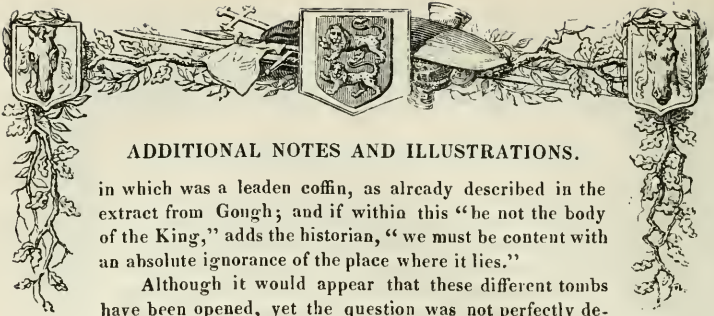 ADDITIONAL NOTES AND ILLUSTRATIONS.
in which was a leaden coffin, as already described in the
extract from Gough; and if within this “be not the body
of the King,” adds the historian, “we must be content with
an absolute ignorance of the place where it lies.”
Although it would appear that these different tombs
have been opened, yet the question was not perfectly de-